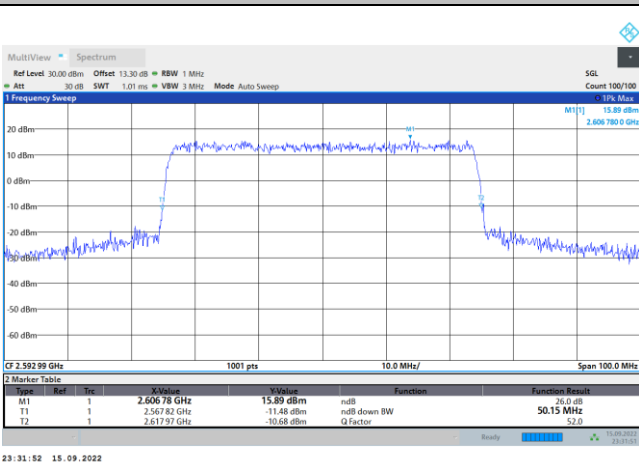 MultiView Spectrum
Ref Level 30.00 dBm Offset 13.30 dB RBW 1 MHz SGL
Att 30 dB SWT 1.01 ms VBW 3 MHz Mode Auto Sweep Count 100/100
1 Frequency Sweep 1Pk Max
M1[1] 15.89 dBm
2.606 780 0 GHz
M1
20 dBm
10 dBm
0 dBm
T1 T2
-10 dBm
-20 dBm
-30 dBm
-40 dBm
-50 dBm
-60 dBm
CF 2.592 99 GHz 1001 pts 10.0 MHz/ Span 100.0 MHz
2 Marker Table
Type Ref Trc X-Value Y-Value Function Function Result
M1 1 2.606 78 GHz 15.89 dBm ndB 26.0 dB
T1 1 2.567 82 GHz -11.48 dBm ndB down BW 50.15 MHz
T2 1 2.617 97 GHz -10.68 dBm Q Factor 52.0
Ready 15.09.2022
23:31:51
23:31:52 15.09.2022